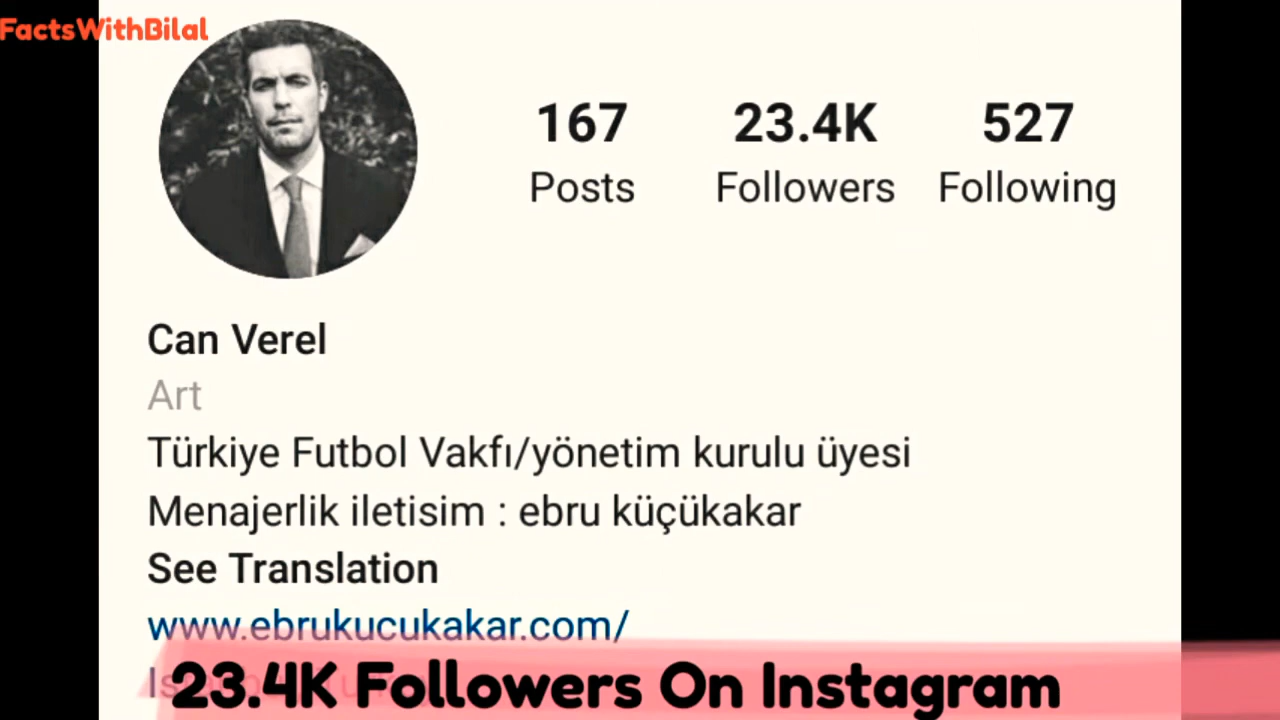 FactsWithBilal
167 23.4K 527
Posts Followers Following
Can Verel
Art
Türkiye Futbol Vakfı/yönetim kurulu üyesi
Menajerlik iletisim : ebru küçükakar
See Translation
www.ebrukucukakar.com/
23.4K Followers On Instagram